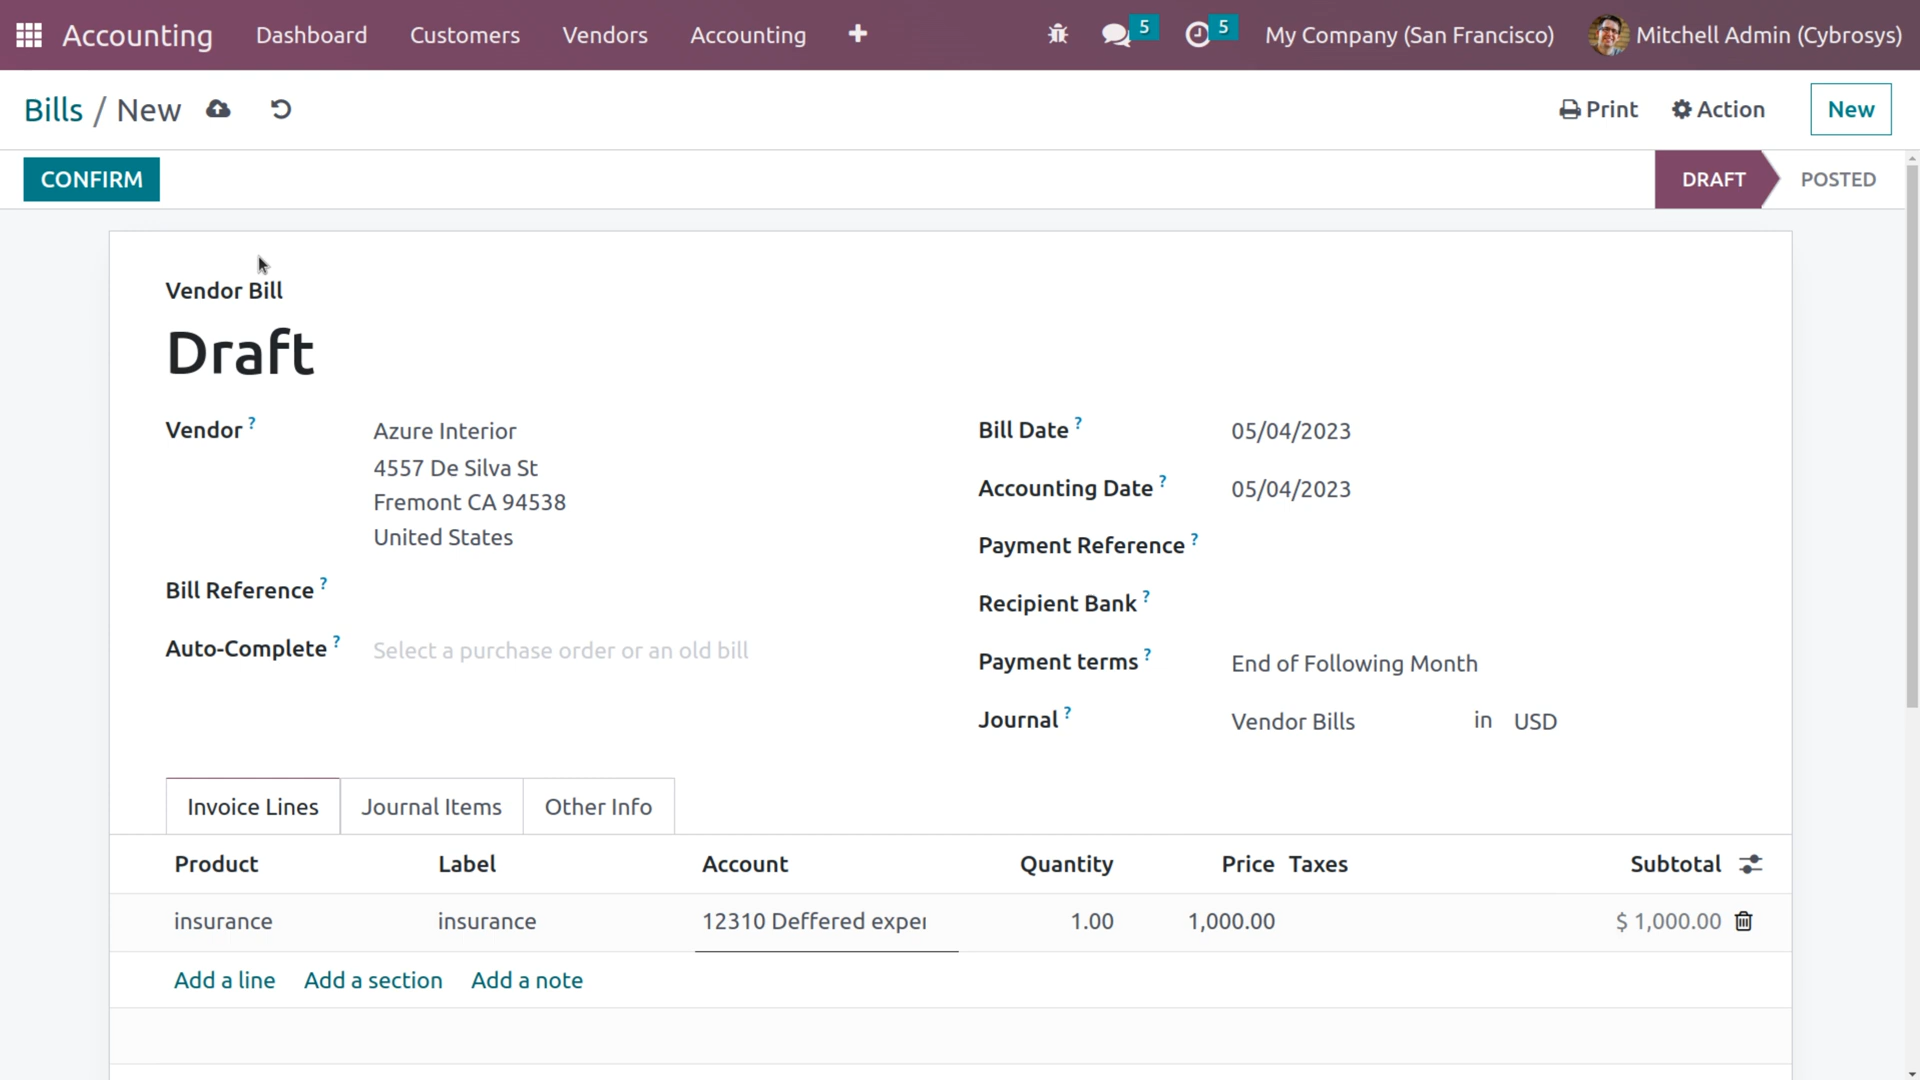 Accounting Dashboard Customers Vendors Accounting + 5 5 My Company (San Francisco) Mitchell Admin (Cybrosys)
Bills / New Print Action New
CONFIRM DRAFT POSTED
Vendor Bill
Draft
Vendor ? Azure Interior Bill Date ? 05/04/2023
4557 De Silva St
Accounting Date ? 05/04/2023
Fremont CA 94538
United States
Payment Reference ?
Bill Reference ?
Recipient Bank ?
Auto-Complete ? Select a purchase order or an old bill
Payment terms ? End of Following Month
Journal ? Vendor Bills in USD
Invoice Lines Journal Items Other Info
Product Label Account Quantity Price Taxes Subtotal
insurance insurance 12310 Deffered exper 1.00 1,000.00 $ 1,000.00
Add a line Add a section Add a note